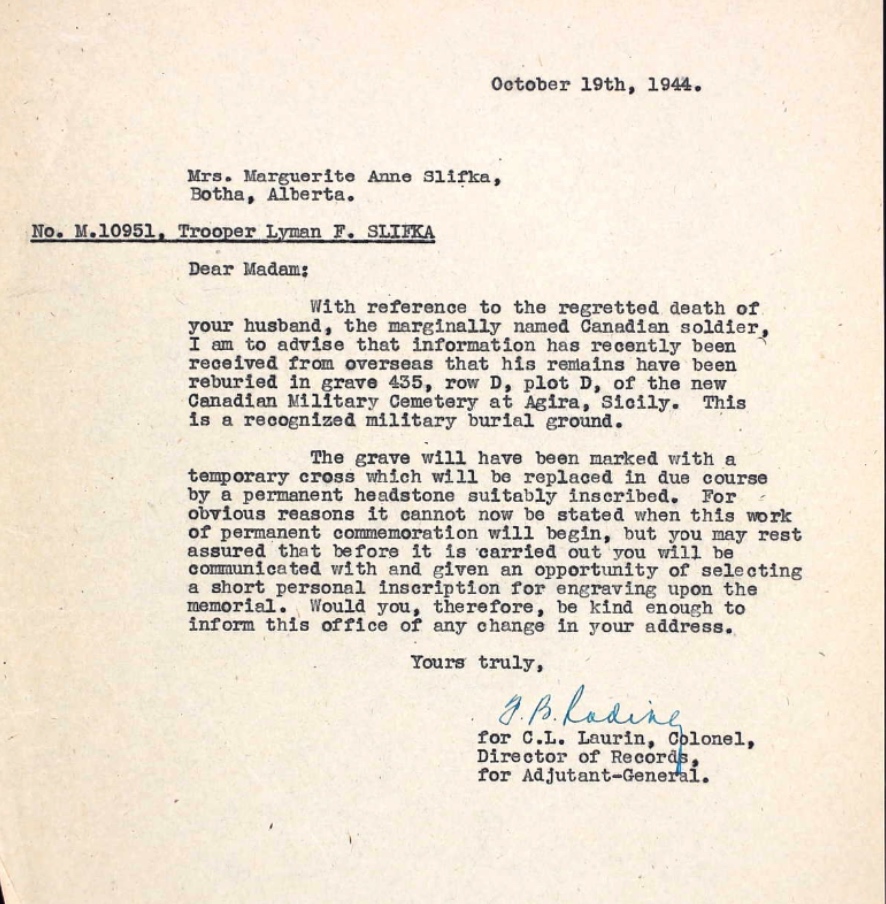 October 19th, 1944.
Mrs. Marguerite Anne Slifka,
Botha, Alberta.
No. M.10951, Trooper Lyman F. SLIFKA
Dear Madam:
With reference to the regretted death of
your husband, the marginally named Canadian soldier,
I am to advise that information has recently been
received from overseas that his remains have been
reburied in grave 435, row D, plot D, of the new
Canadian Military Cemetery at Agira, Sicily. This
is a recognized military burial ground.
The grave will have been marked with a
temporary cross which will be replaced in due course
by a permanent headstone suitably inscribed. For
obvious reasons it cannot now be stated when this work
of permanent commemoration will begin, but you may rest
assured that before it is carried out you will be
communicated with and given an opportunity of selecting
a short personal inscription for engraving upon the
memorial. Would you, therefore, be kind enough to
inform this office of any change in your address.
Yours truly,
for C.L. Laurin, Colonel,
Director of Records,
for Adjutant-General.